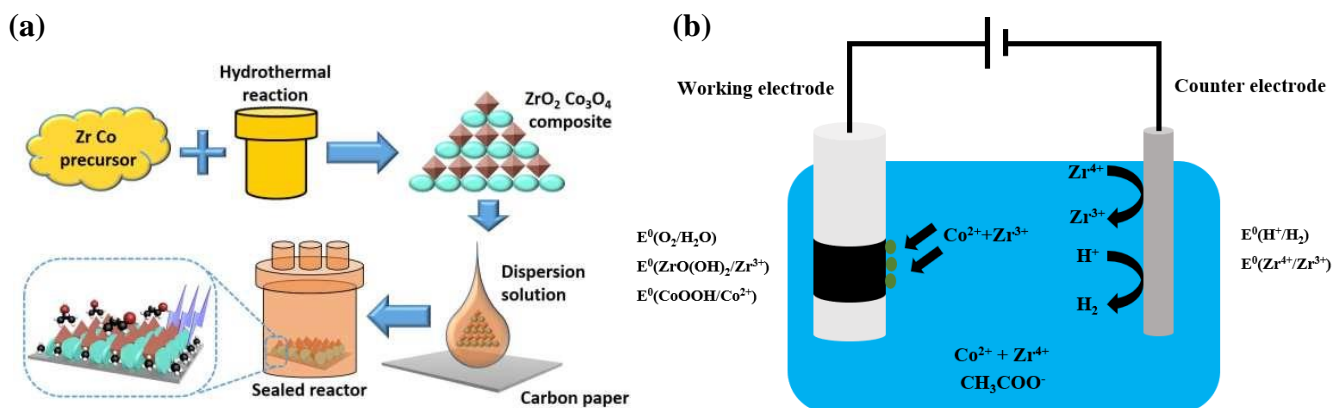 (a)
Hydrothermal
reaction
Zr Co
precursor
ZrO₂ Co₃O₄
composite
Dispersion
solution
Sealed reactor
Carbon paper
(b)
Working electrode
Counter electrode
E⁰(O₂/H₂O)
E⁰(ZrO(OH)₂/Zr³⁺)
E⁰(CoOOH/Co²⁺)
Co²⁺+Zr³⁺
Zr⁴⁺
Zr³⁺
H⁺
H₂
E⁰(H⁺/H₂)
E⁰(Zr⁴⁺/Zr³⁺)
Co²⁺ + Zr⁴⁺
CH₃COO⁻